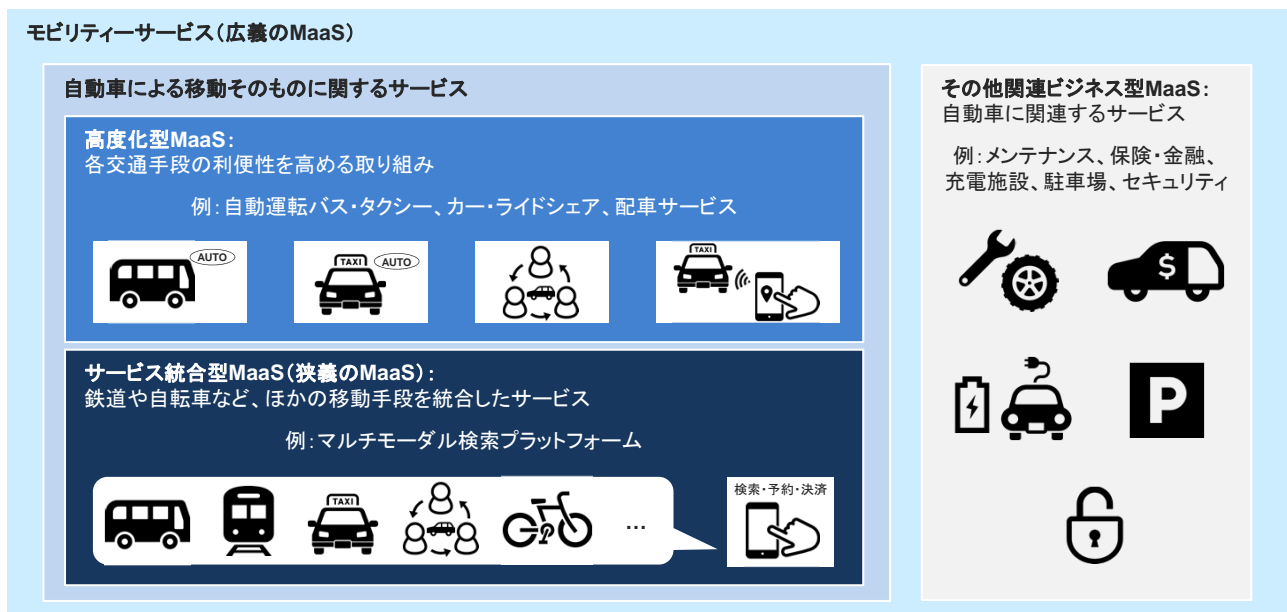 モビリティーサービス（広義のMaaS）
自動車による移動そのものに関するサービス
高度化型MaaS：
各交通手段の利便性を高める取り組み
例：自動運転バス・タクシー、カー・ライドシェア、配車サービス
AUTO
TAXI
AUTO
TAXI
サービス統合型MaaS（狭義のMaaS）：
鉄道や自転車など、ほかの移動手段を統合したサービス
例：マルチモーダル検索プラットフォーム
TAXI
…
検索・予約・決済
その他関連ビジネス型MaaS：
自動車に関連するサービス
例：メンテナンス、保険・金融、
充電施設、駐車場、セキュリティ
$
P